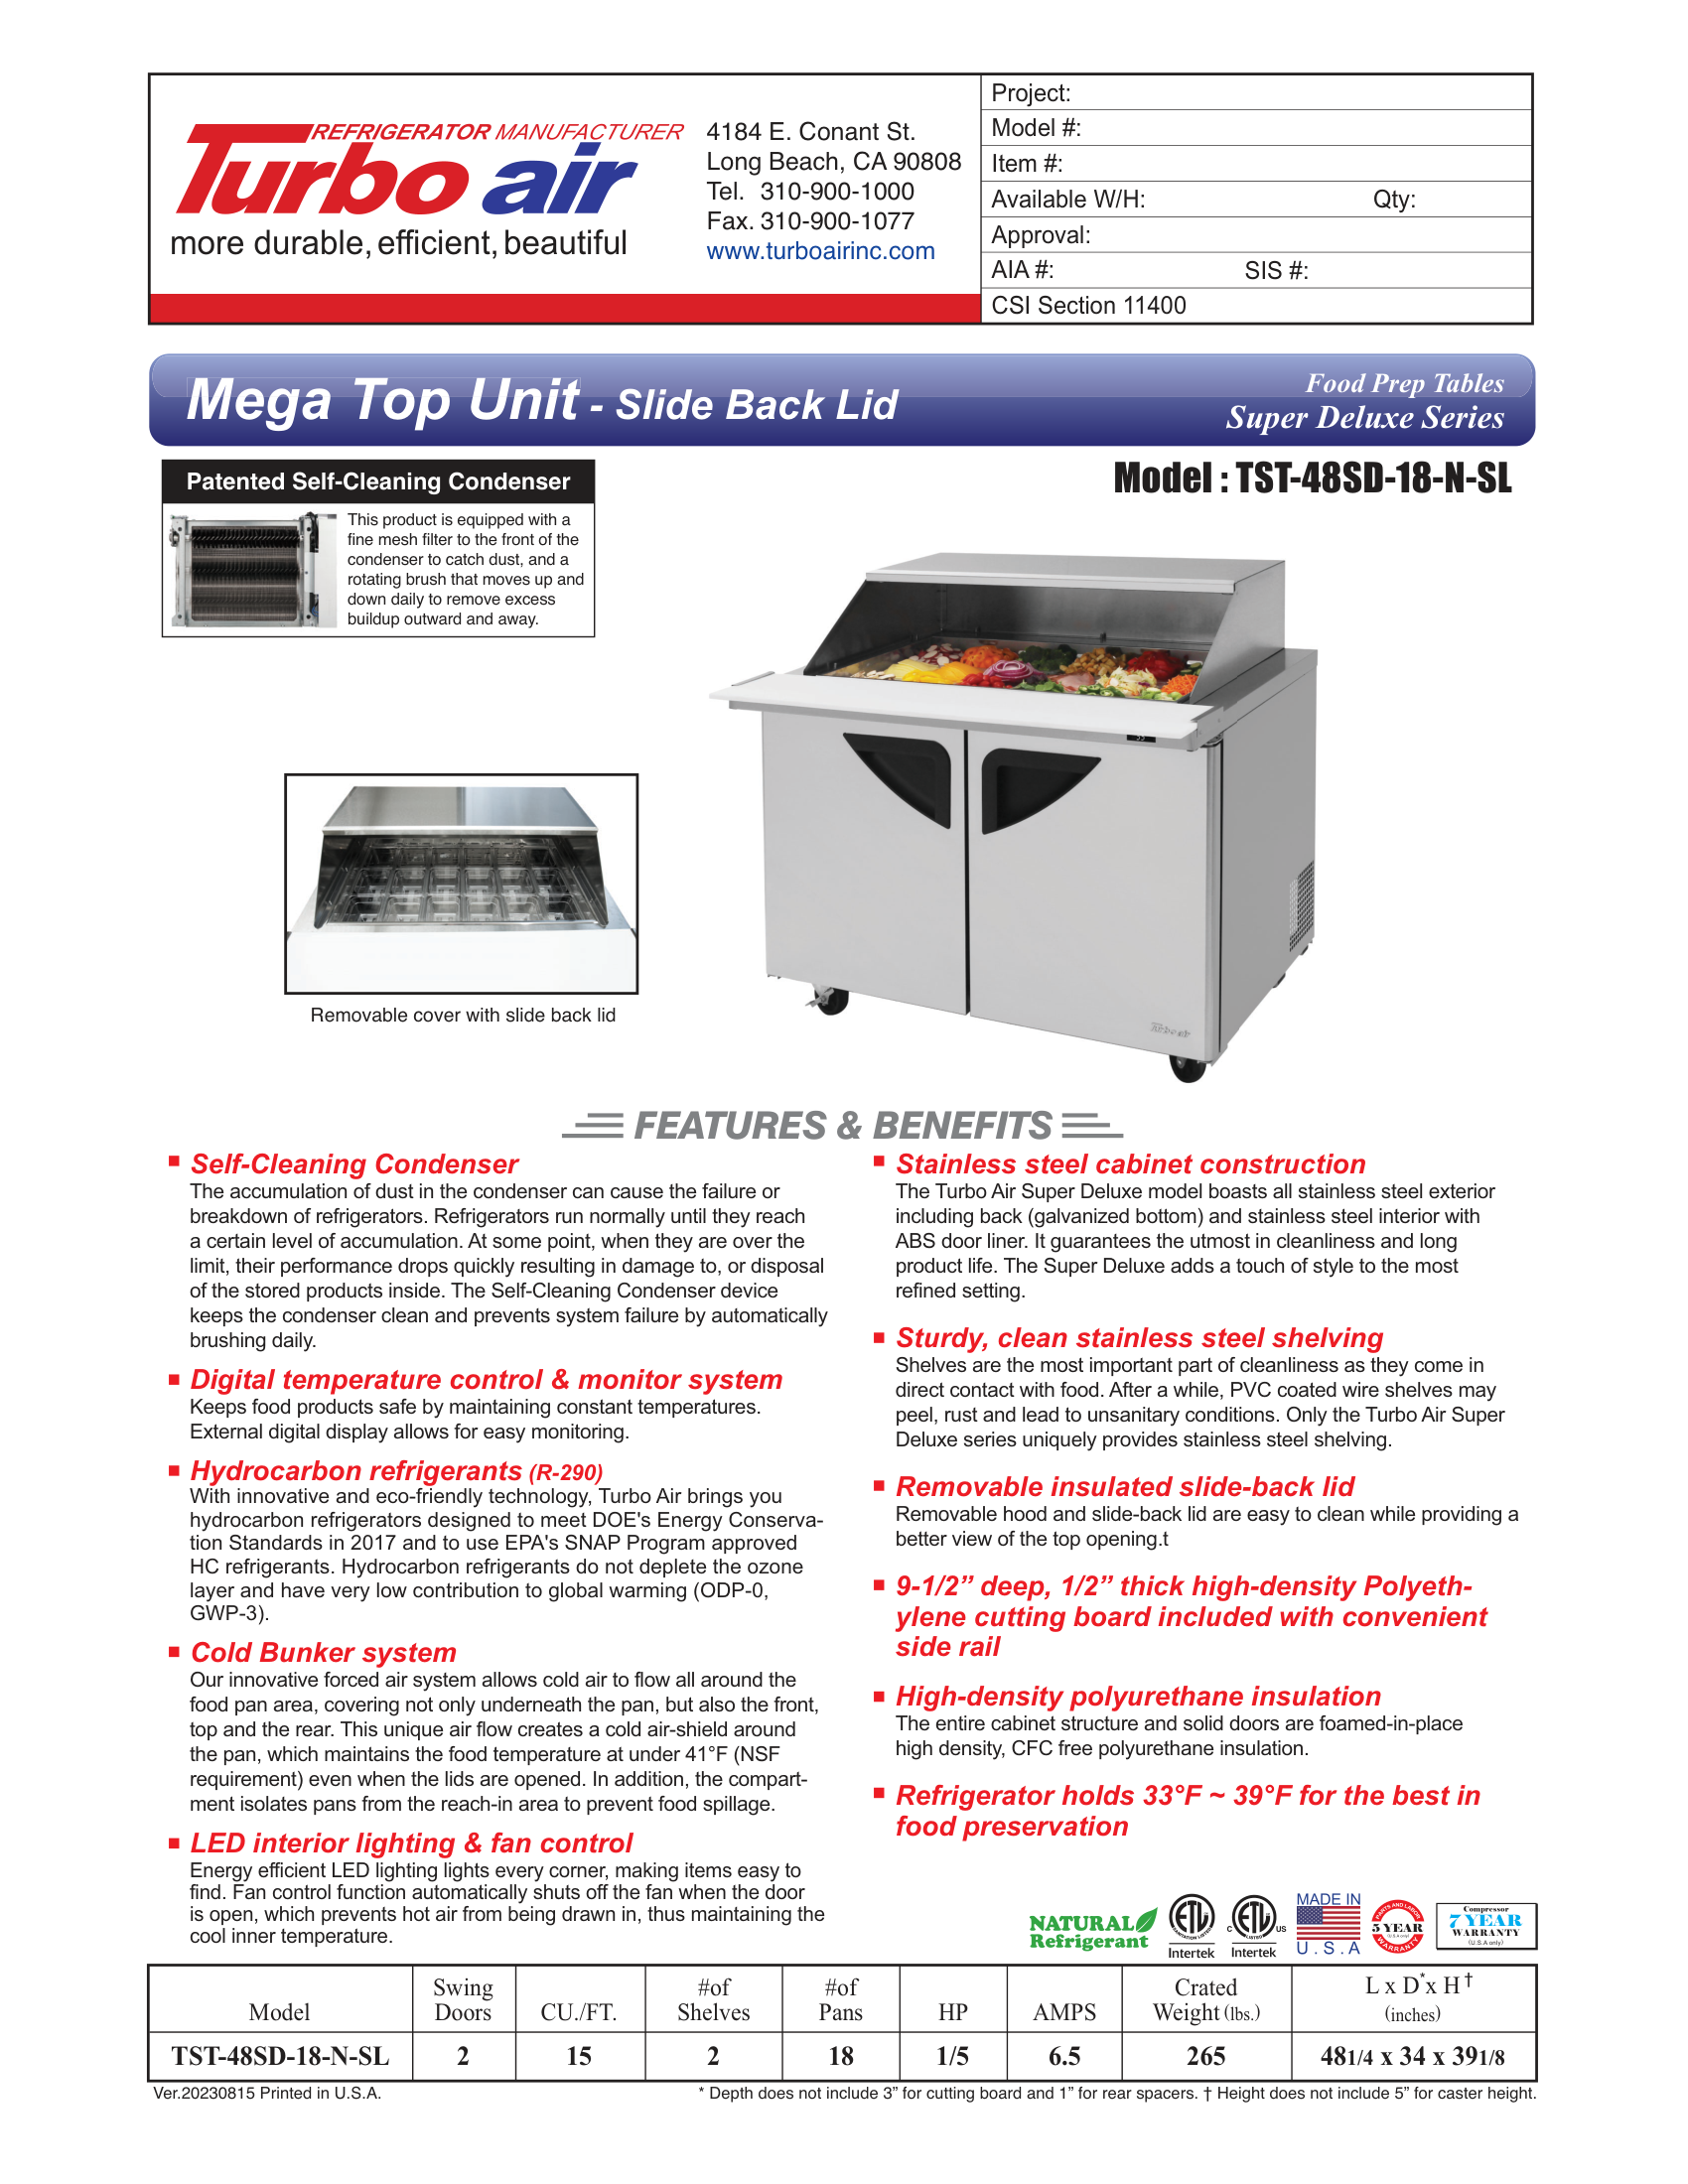 REFRIGERATOR MANUFACTURER
Turbo air
more durable, efficient, beautiful
4184 E. Conant St.
Long Beach, CA 90808
Tel. 310-900-1000
Fax. 310-900-1077
www.turboairinc.com
Project:
Model #:
Item #:
Available W/H: Qty:
Approval:
AIA #: SIS #:
CSI Section 11400
Mega Top Unit - Slide Back Lid
Food Prep Tables
Super Deluxe Series
Patented Self-Cleaning Condenser
This product is equipped with a
fine mesh filter to the front of the
condenser to catch dust, and a
rotating brush that moves up and
down daily to remove excess
buildup outward and away.
Model : TST-48SD-18-N-SL
Turbo air
Removable cover with slide back lid
FEATURES & BENEFITS
Self-Cleaning Condenser
The accumulation of dust in the condenser can cause the failure or
breakdown of refrigerators. Refrigerators run normally until they reach
a certain level of accumulation. At some point, when they are over the
limit, their performance drops quickly resulting in damage to, or disposal
of the stored products inside. The Self-Cleaning Condenser device
keeps the condenser clean and prevents system failure by automatically
brushing daily.
Digital temperature control & monitor system
Keeps food products safe by maintaining constant temperatures.
External digital display allows for easy monitoring.
Hydrocarbon refrigerants (R-290)
With innovative and eco-friendly technology, Turbo Air brings you
hydrocarbon refrigerators designed to meet DOE's Energy Conserva-
tion Standards in 2017 and to use EPA's SNAP Program approved
HC refrigerants. Hydrocarbon refrigerants do not deplete the ozone
layer and have very low contribution to global warming (ODP-0,
GWP-3).
Cold Bunker system
Our innovative forced air system allows cold air to flow all around the
food pan area, covering not only underneath the pan, but also the front,
top and the rear. This unique air flow creates a cold air-shield around
the pan, which maintains the food temperature at under 41°F (NSF
requirement) even when the lids are opened. In addition, the compart-
ment isolates pans from the reach-in area to prevent food spillage.
LED interior lighting & fan control
Energy efficient LED lighting lights every corner, making items easy to
find. Fan control function automatically shuts off the fan when the door
is open, which prevents hot air from being drawn in, thus maintaining the
cool inner temperature.
Stainless steel cabinet construction
The Turbo Air Super Deluxe model boasts all stainless steel exterior
including back (galvanized bottom) and stainless steel interior with
ABS door liner. It guarantees the utmost in cleanliness and long
product life. The Super Deluxe adds a touch of style to the most
refined setting.
Sturdy, clean stainless steel shelving
Shelves are the most important part of cleanliness as they come in
direct contact with food. After a while, PVC coated wire shelves may
peel, rust and lead to unsanitary conditions. Only the Turbo Air Super
Deluxe series uniquely provides stainless steel shelving.
Removable insulated slide-back lid
Removable hood and slide-back lid are easy to clean while providing a
better view of the top opening.t
9-1/2” deep, 1/2” thick high-density Polyeth-
ylene cutting board included with convenient
side rail
High-density polyurethane insulation
The entire cabinet structure and solid doors are foamed-in-place
high density, CFC free polyurethane insulation.
Refrigerator holds 33°F ~ 39°F for the best in
food preservation
NATURAL
Refrigerant
ETL
SANITATION LISTED
Intertek
C ETL US
LISTED
Intertek
MADE IN
U.S.A
PARTS AND LABOR
5 YEAR
(U.S.A only)
WARRANTY
Compressor
7 YEAR
WARRANTY
(U.S.A only)
Model Swing Doors CU./FT. #of Shelves #of Pans HP AMPS Crated Weight (lbs.) L x D* x H† (inches)
TST-48SD-18-N-SL 2 15 2 18 1/5 6.5 265 481/4 x 34 x 391/8
Ver.20230815 Printed in U.S.A.
* Depth does not include 3” for cutting board and 1” for rear spacers. † Height does not include 5” for caster height.